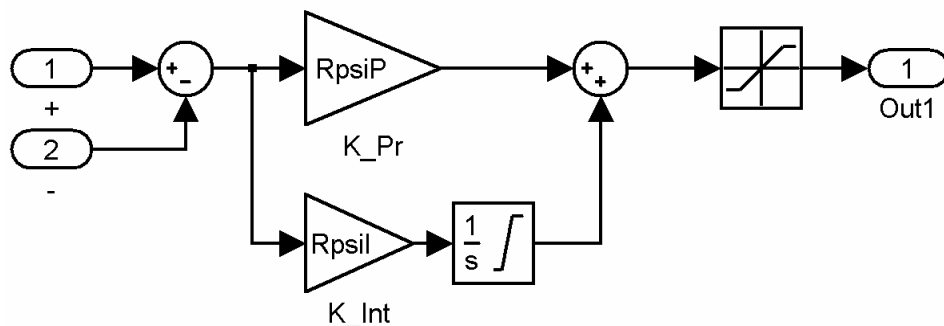 1
+
2
-
+
-
RpsiP
K_Pr
RpsiI
K_Int
1
s
+
+
1
Out1